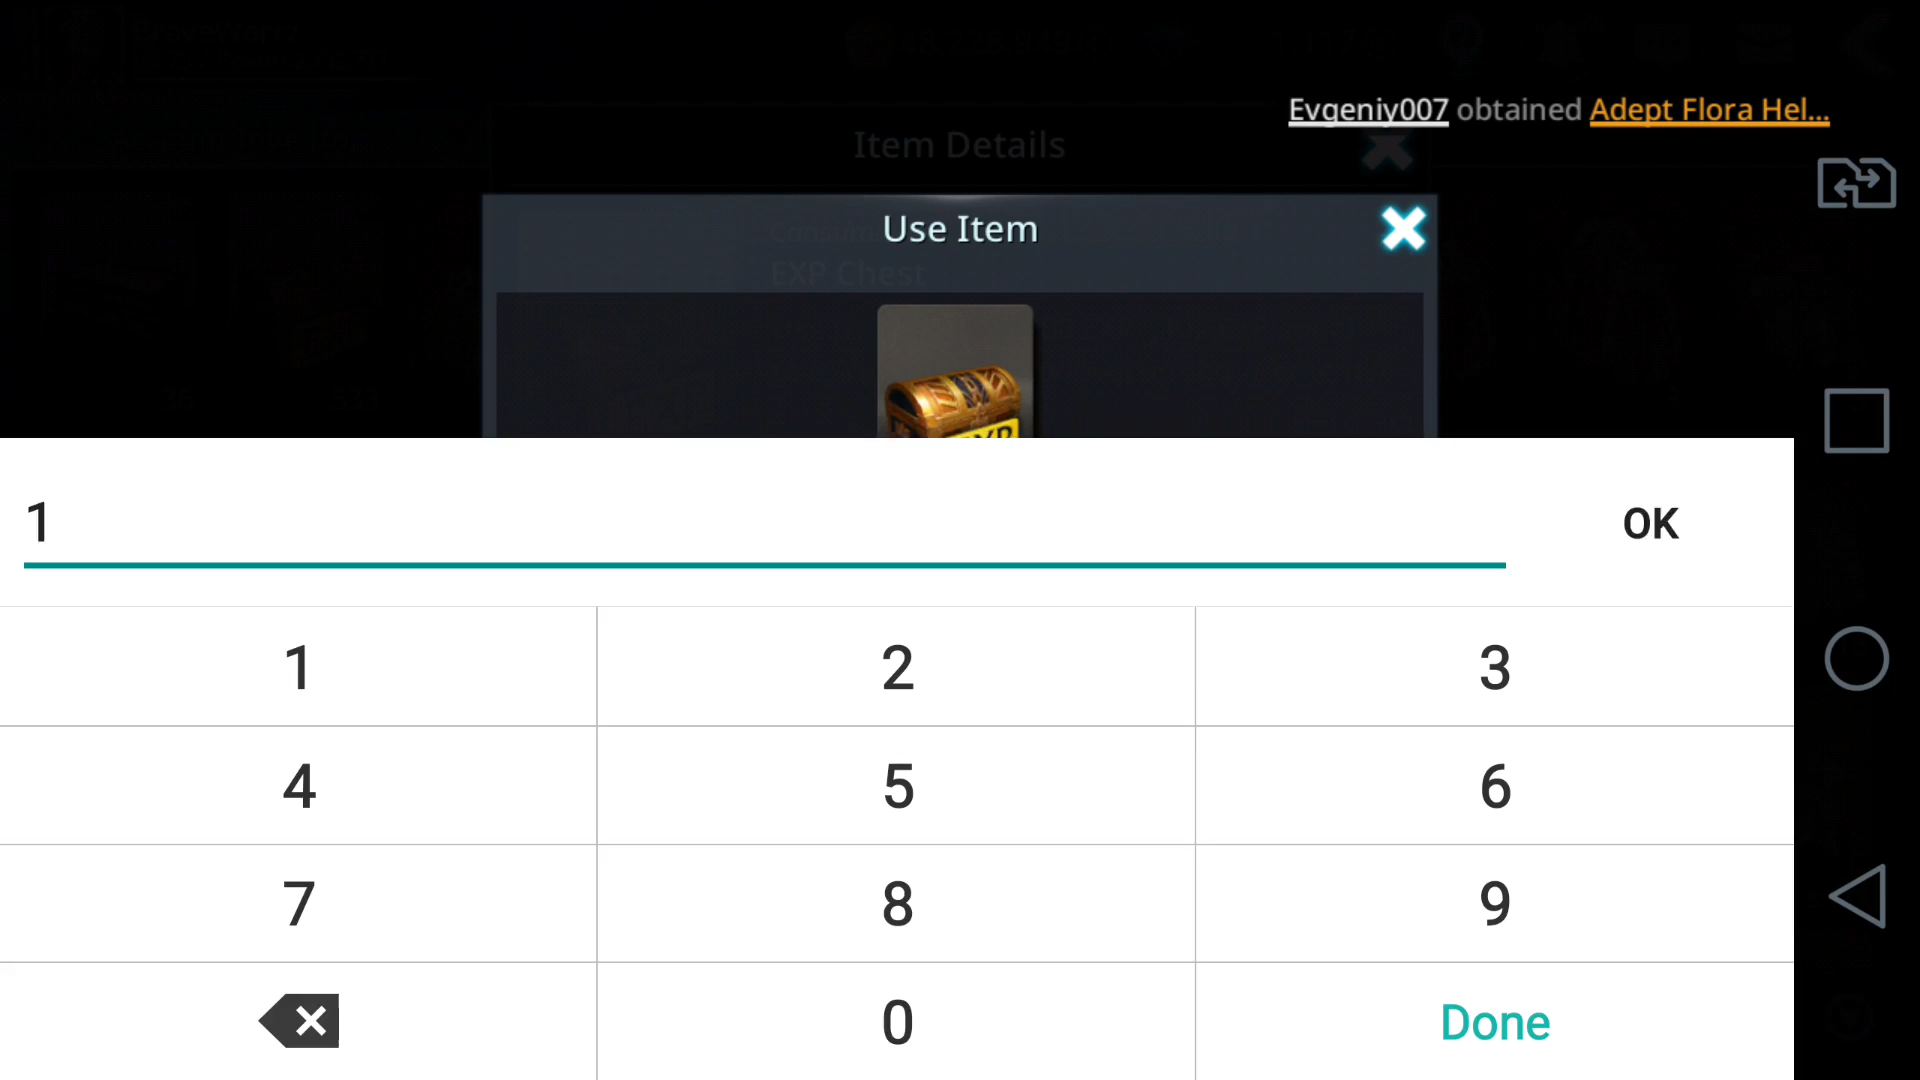 Evgeniy007 obtained Adept Flora Hel...
Item Details
Use Item
EXP Chest
1
OK
1
2
3
4
5
6
7
8
9
0
Done